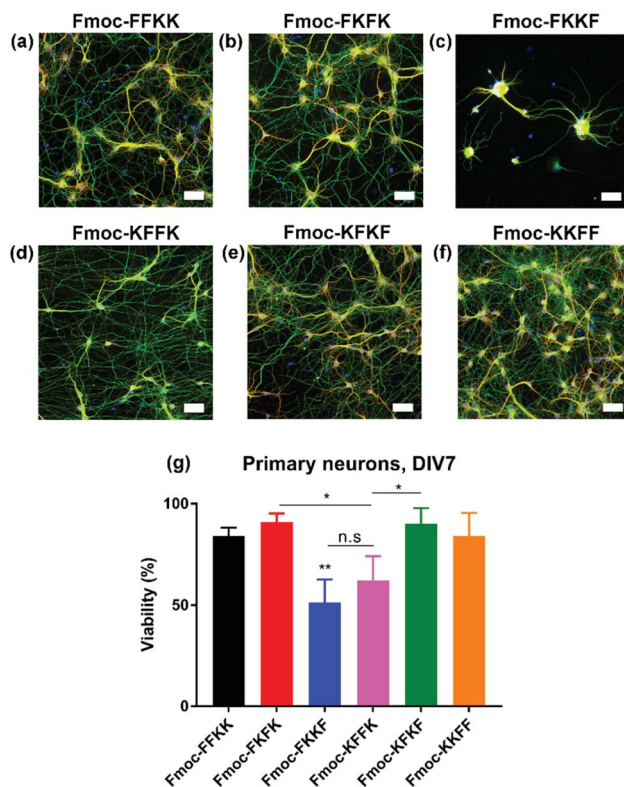 Fmoc-FFKK
Fmoc-FKFK
Fmoc-FKKF
(a)
(b)
(c)
Fmoc-KFFK
Fmoc-KFKF
Fmoc-KKFF
(d)
(e)
(f)
(g)
Primary neurons, DIV7
*
*
n.s
**
100
50
0
Viability (%)
Fmoc-FFKK
Fmoc-FKFK
Fmoc-FKKF
Fmoc-KFFK
Fmoc-KFKF
Fmoc-KKFF